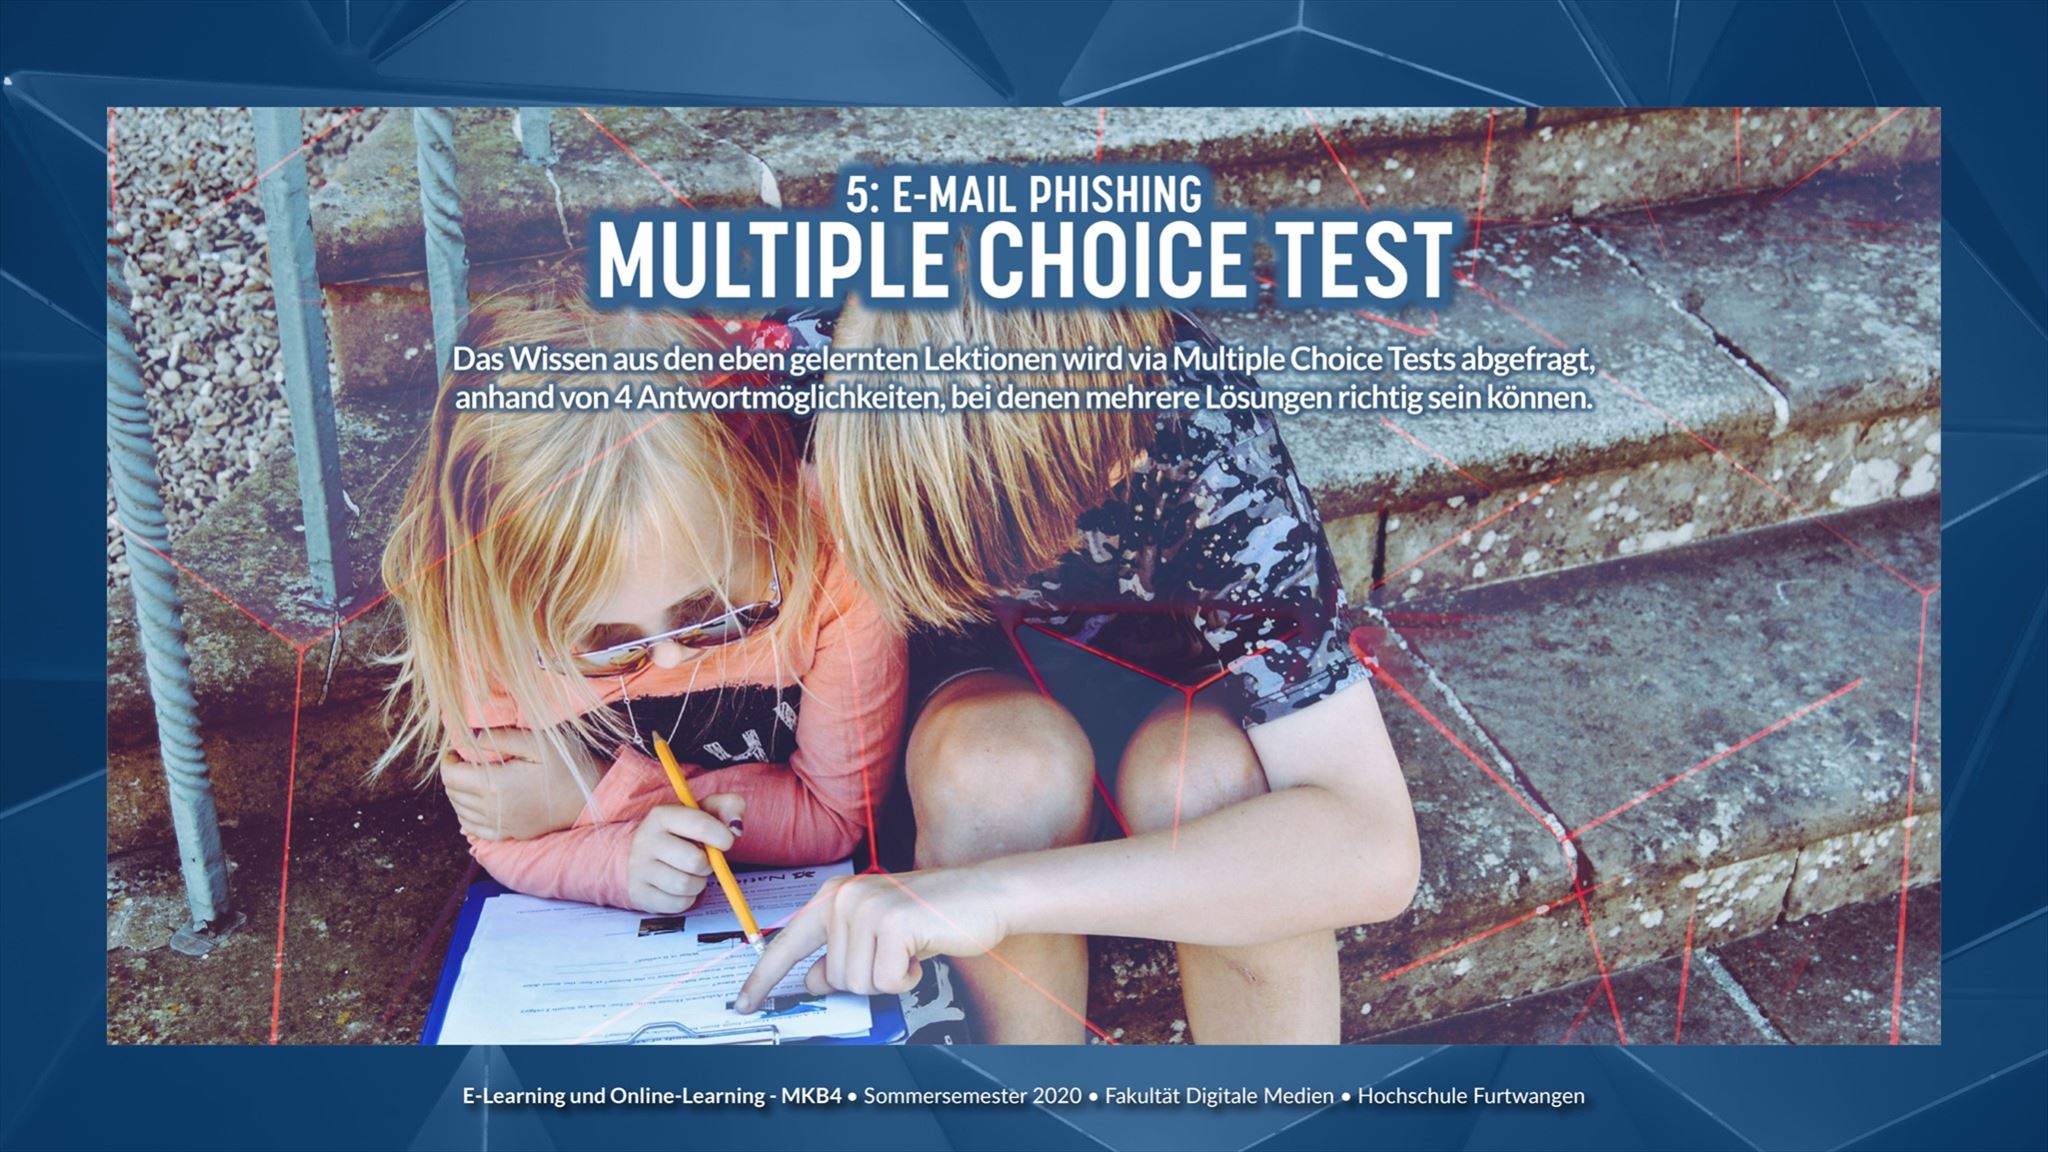 5: E-MAIL PHISHING
MULTIPLE CHOICE TEST
Das Wissen aus den eben gelernten Lektionen wird via Multiple Choice Tests abgefragt,
anhand von 4 Antwortmöglichkeiten, bei denen mehrere Lösungen richtig sein können.
E-Learning und Online-Learning - MKB4 • Sommersemester 2020 • Fakultät Digitale Medien • Hochschule Furtwangen